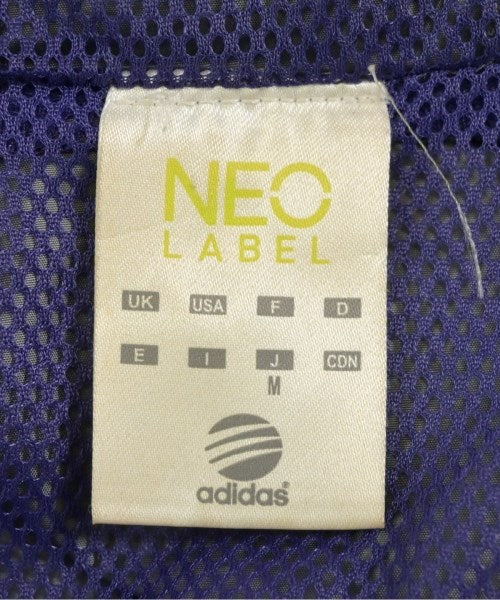 NEO
LABEL
UK USA F D
E I J CDN
M
adidas®